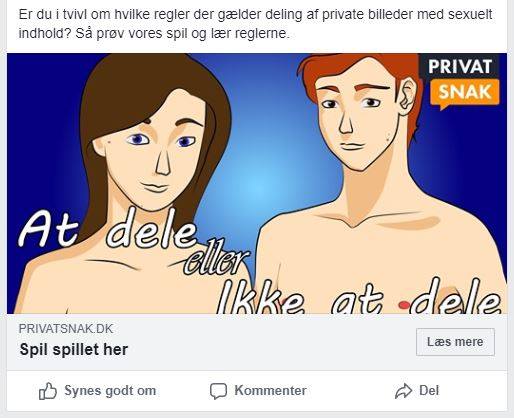 Er du i tvivl om hvilke regler der gælder deling af private billeder med sexuelt
indhold? Så prøv vores spil og lær reglerne.
PRIVAT
SNAK
At dele
eller
Ikke at dele
PRIVATSNAK.DK
Spil spillet her
Læs mere
Synes godt om
Kommenter
Del